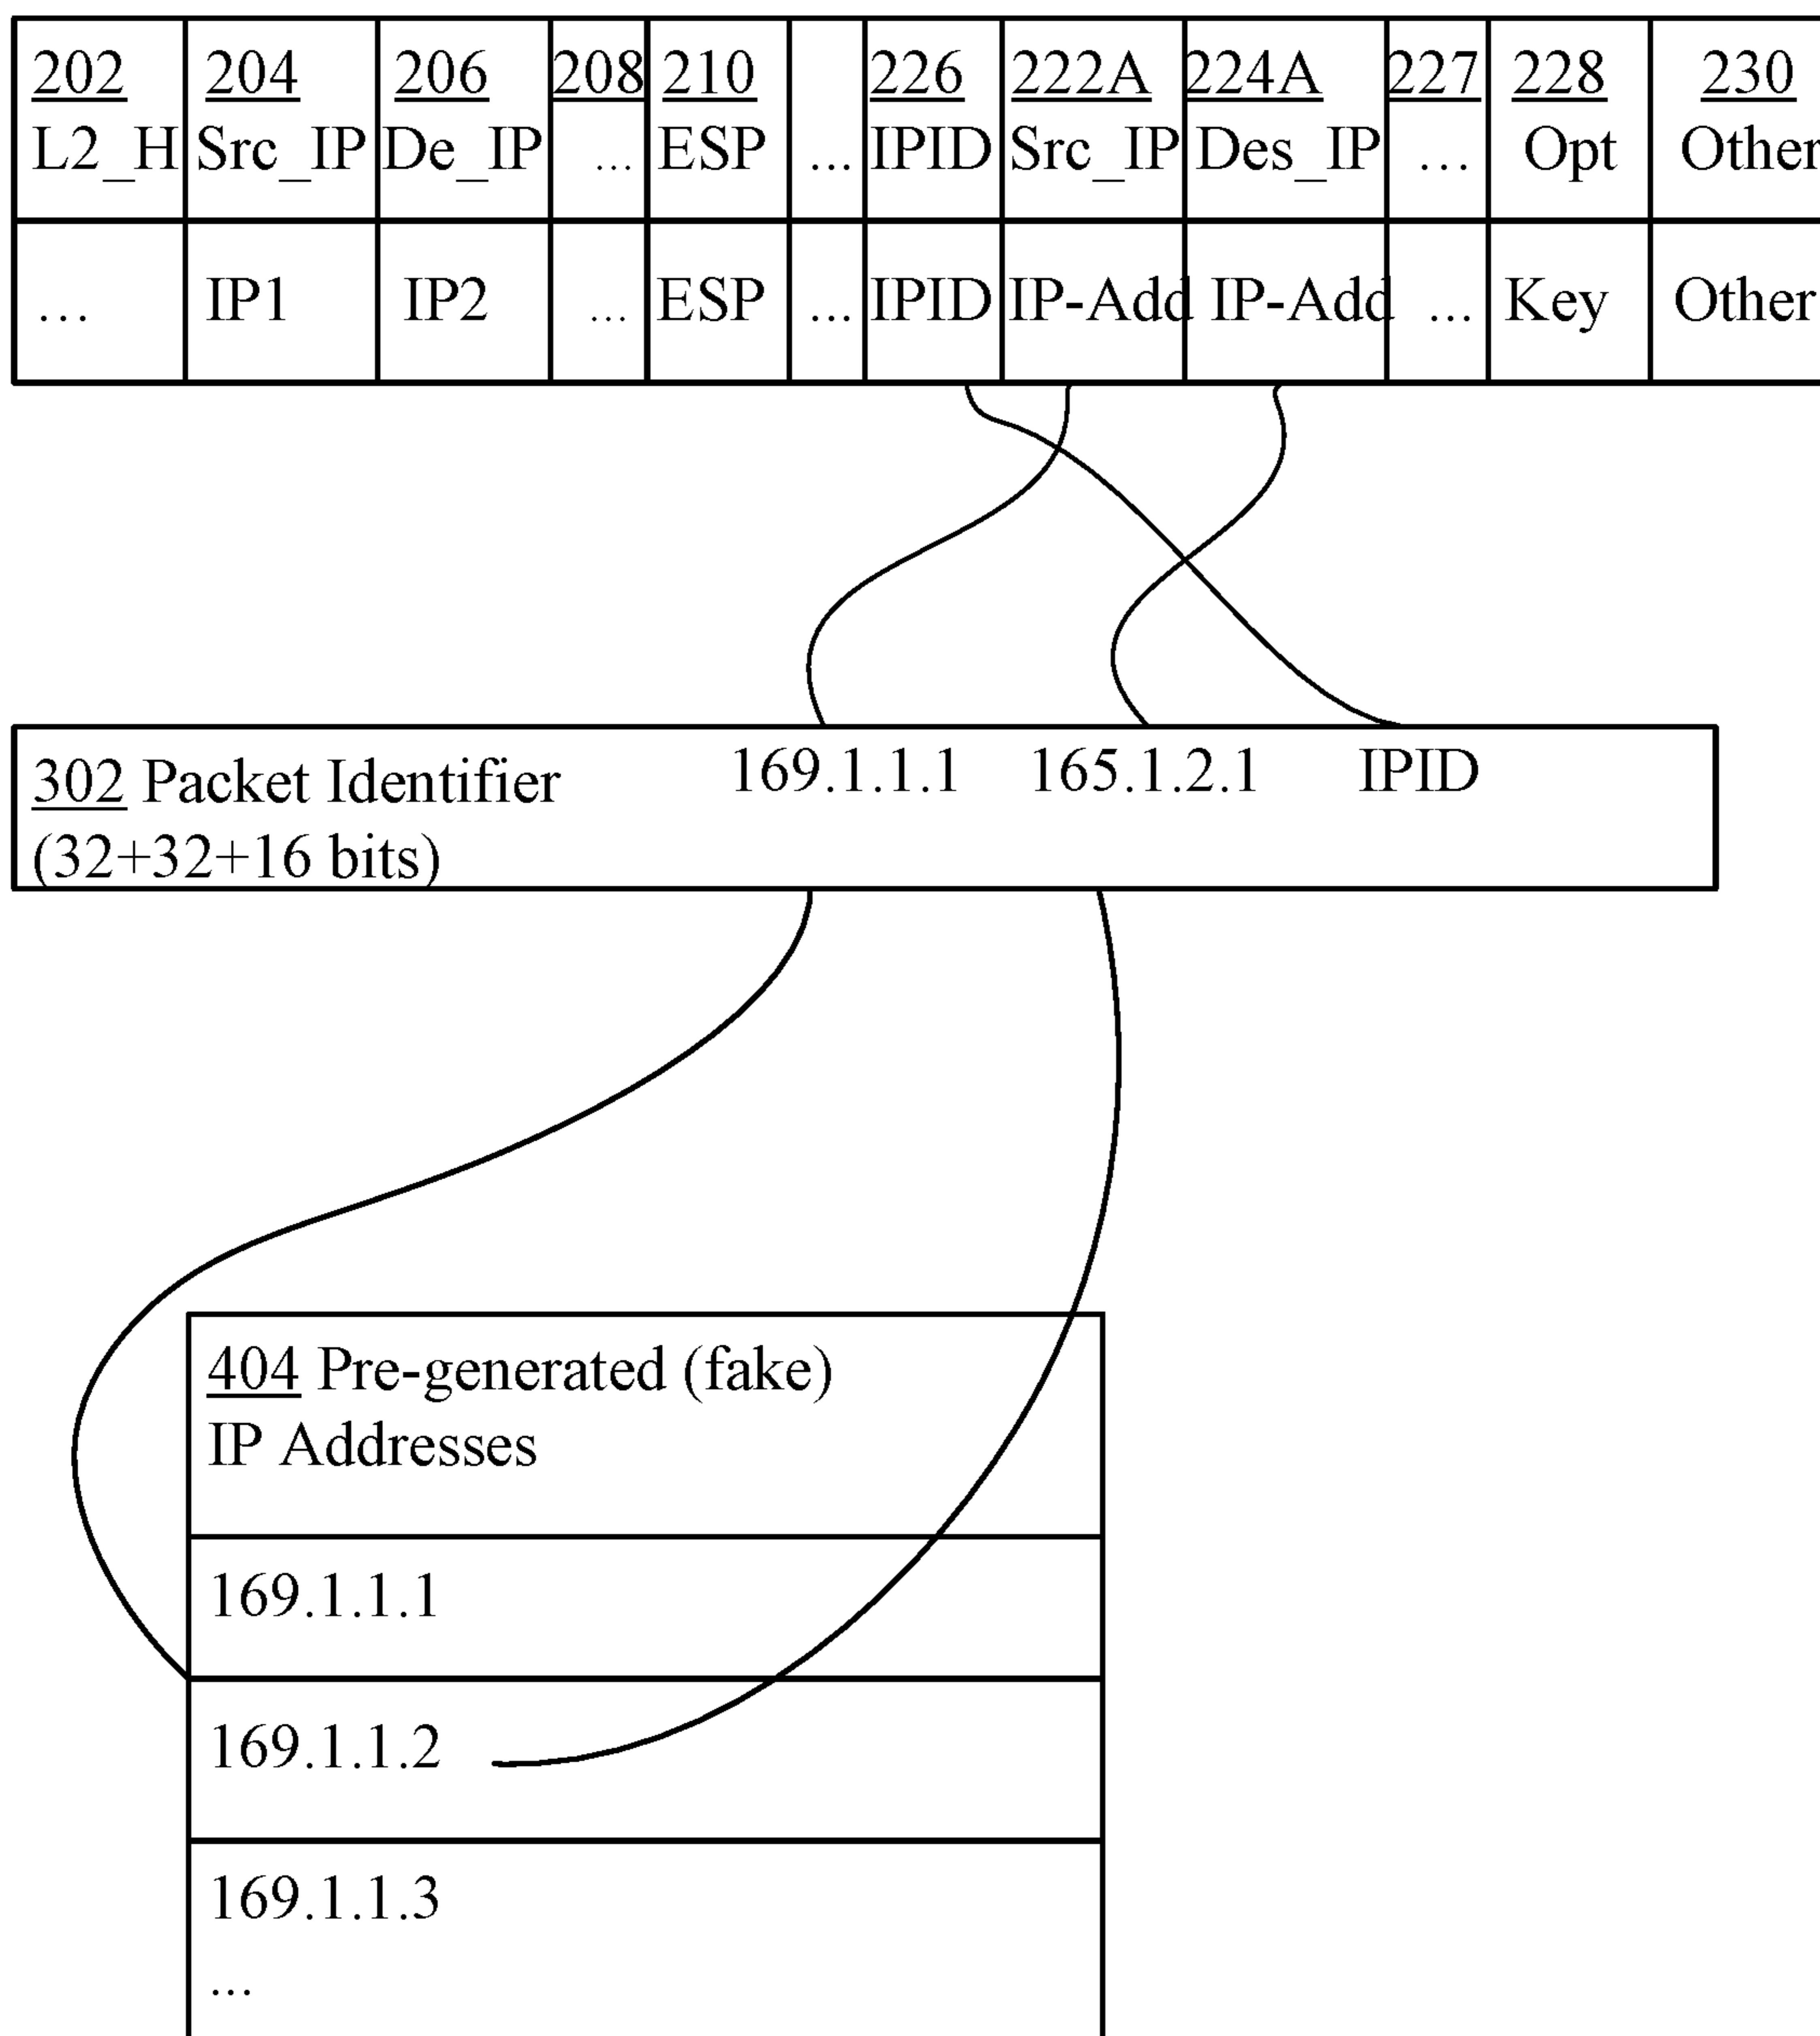 202 204 206 208 210 226 222A 224A 227 228 230
L2_H Src_IP De_IP ... ESP ... IPID Src_IP Des_IP ... Opt Other
... IP1 IP2 ... ESP ... IPID IP-Add IP-Add ... Key Other
302 Packet Identifier 169.1.1.1 165.1.2.1 IPID
(32+32+16 bits)
404 Pre-generated (fake)
IP Addresses
169.1.1.1
169.1.1.2
169.1.1.3
...